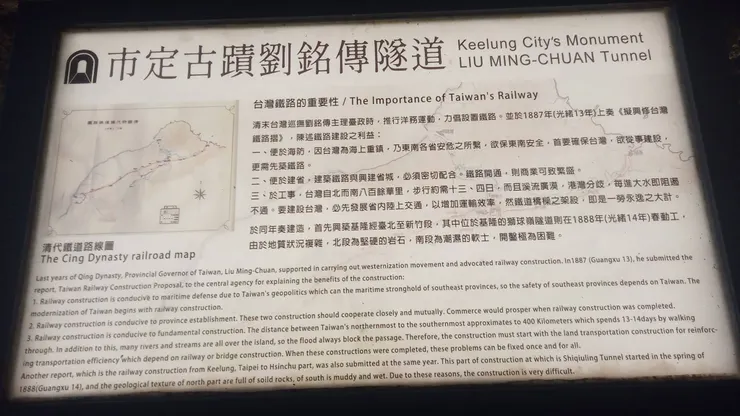 市定古蹟劉銘傳隧道
Keelung City's Monument
LIU MING-CHUAN Tunnel
台灣鐵路的重要性 / The Importance of Taiwan's Railway
清末台灣巡撫劉銘傳主理臺政時，推行洋務運動，力倡設置鐵路。並於1887年(光緒13年)上奏《擬興修台灣
鐵路摺》，陳述鐵路建設之利益：
一、便於海防，因台灣為海上重鎮，乃東南各省安危之所繫，欲保東南安全，首要確保台灣，欲從事建設，
更需先築鐵路。
二、便於建省，建築鐵路與興建省城，必須密切配合。鐵路開通，則商業可致繁盛。
三、於工事，台灣自北而南八百餘華里，步行約需十三、四日，而且溪流廣漠，港灣分岐，每逢大水即阻遏
不通。要建設台灣，必先發展省內陸上交通，以增加運輸效率，然鐵道橋樑之架設，即是一勞永逸之大計。
於同年奏造，首先興築基隆經臺北至新竹段，其中位於基隆的獅球嶺隧道則在1888年(光緒14年)春動工，
由於地質狀況複雜，北段為堅硬的岩石，南段為潮濕的軟土，開鑿極為困難。
清代鐵道路線圖
The Cing Dynasty railroad map
Last years of Qing Dynasty, Provincial Governor of Taiwan, Liu Ming-Chuan, supported in carrying out westernization movement and advocated railway construction. In1887 (Guangxu 13), he submitted the
report, Taiwan Railway Construction Proposal, to the central agency for explaining the benefits of the construction:
1. Railway construction is conducive to maritime defense due to Taiwan's geopolitics which can the maritime stronghold of southeast provinces, so the safety of southeast provinces depends on Taiwan. The
modernization of Taiwan begins with railway construction.
2. Railway construction is conducive to province establishment. These two construction should cooperate closely and mutually. Commerce would prosper when railway construction was completed.
3. Railway construction is conducive to fundamental construction. The distance between Taiwan's northernmost to the southernmost approximates to 400 Kilometers which spends 13-14days by walking
through. In addition to this, many rivers and streams are all over the island, so the flood always block the passage. Therefore, the construction must start with the land transportation construction for reinforc-
ing transportation efficiency which depend on railway or bridge construction. When these constructions were completed, these problems can be fixed once and for all.
Another report, which is the railway construction from Keelung, Taipei to Hsinchu part, was also submitted at the same year. This part of construction at which is Shiqiuling Tunnel started in the spring of
1888(Guangxu 14), and the geological texture of north part are full of soild rocks, of south is muddy and wet. Due to these reasons, the construction is very difficult.